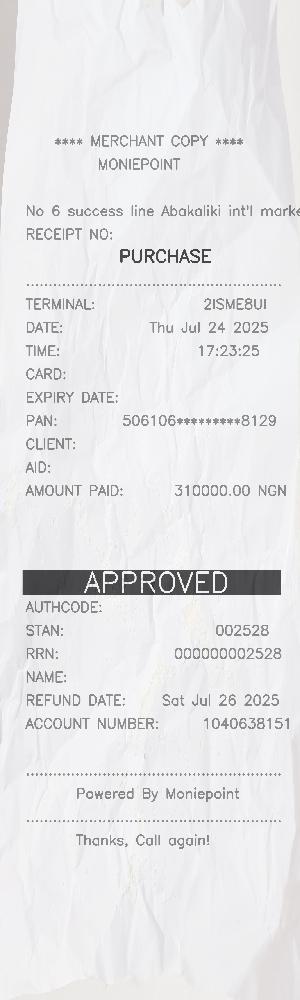 **** MERCHANT COPY ****
MONIEPOINT
No 6 success line Abakaliki int'l marke
RECEIPT NO:
PURCHASE
TERMINAL: 2ISME8UI
DATE: Thu Jul 24 2025
TIME: 17:23:25
CARD:
EXPIRY DATE:
PAN: 506106*********8129
CLIENT:
AID:
AMOUNT PAID: 310000.00 NGN
APPROVED
AUTHCODE:
STAN: 002528
RRN: 000000002528
NAME:
REFUND DATE: Sat Jul 26 2025
ACCOUNT NUMBER: 1040638151
Powered By Moniepoint
Thanks, Call again!